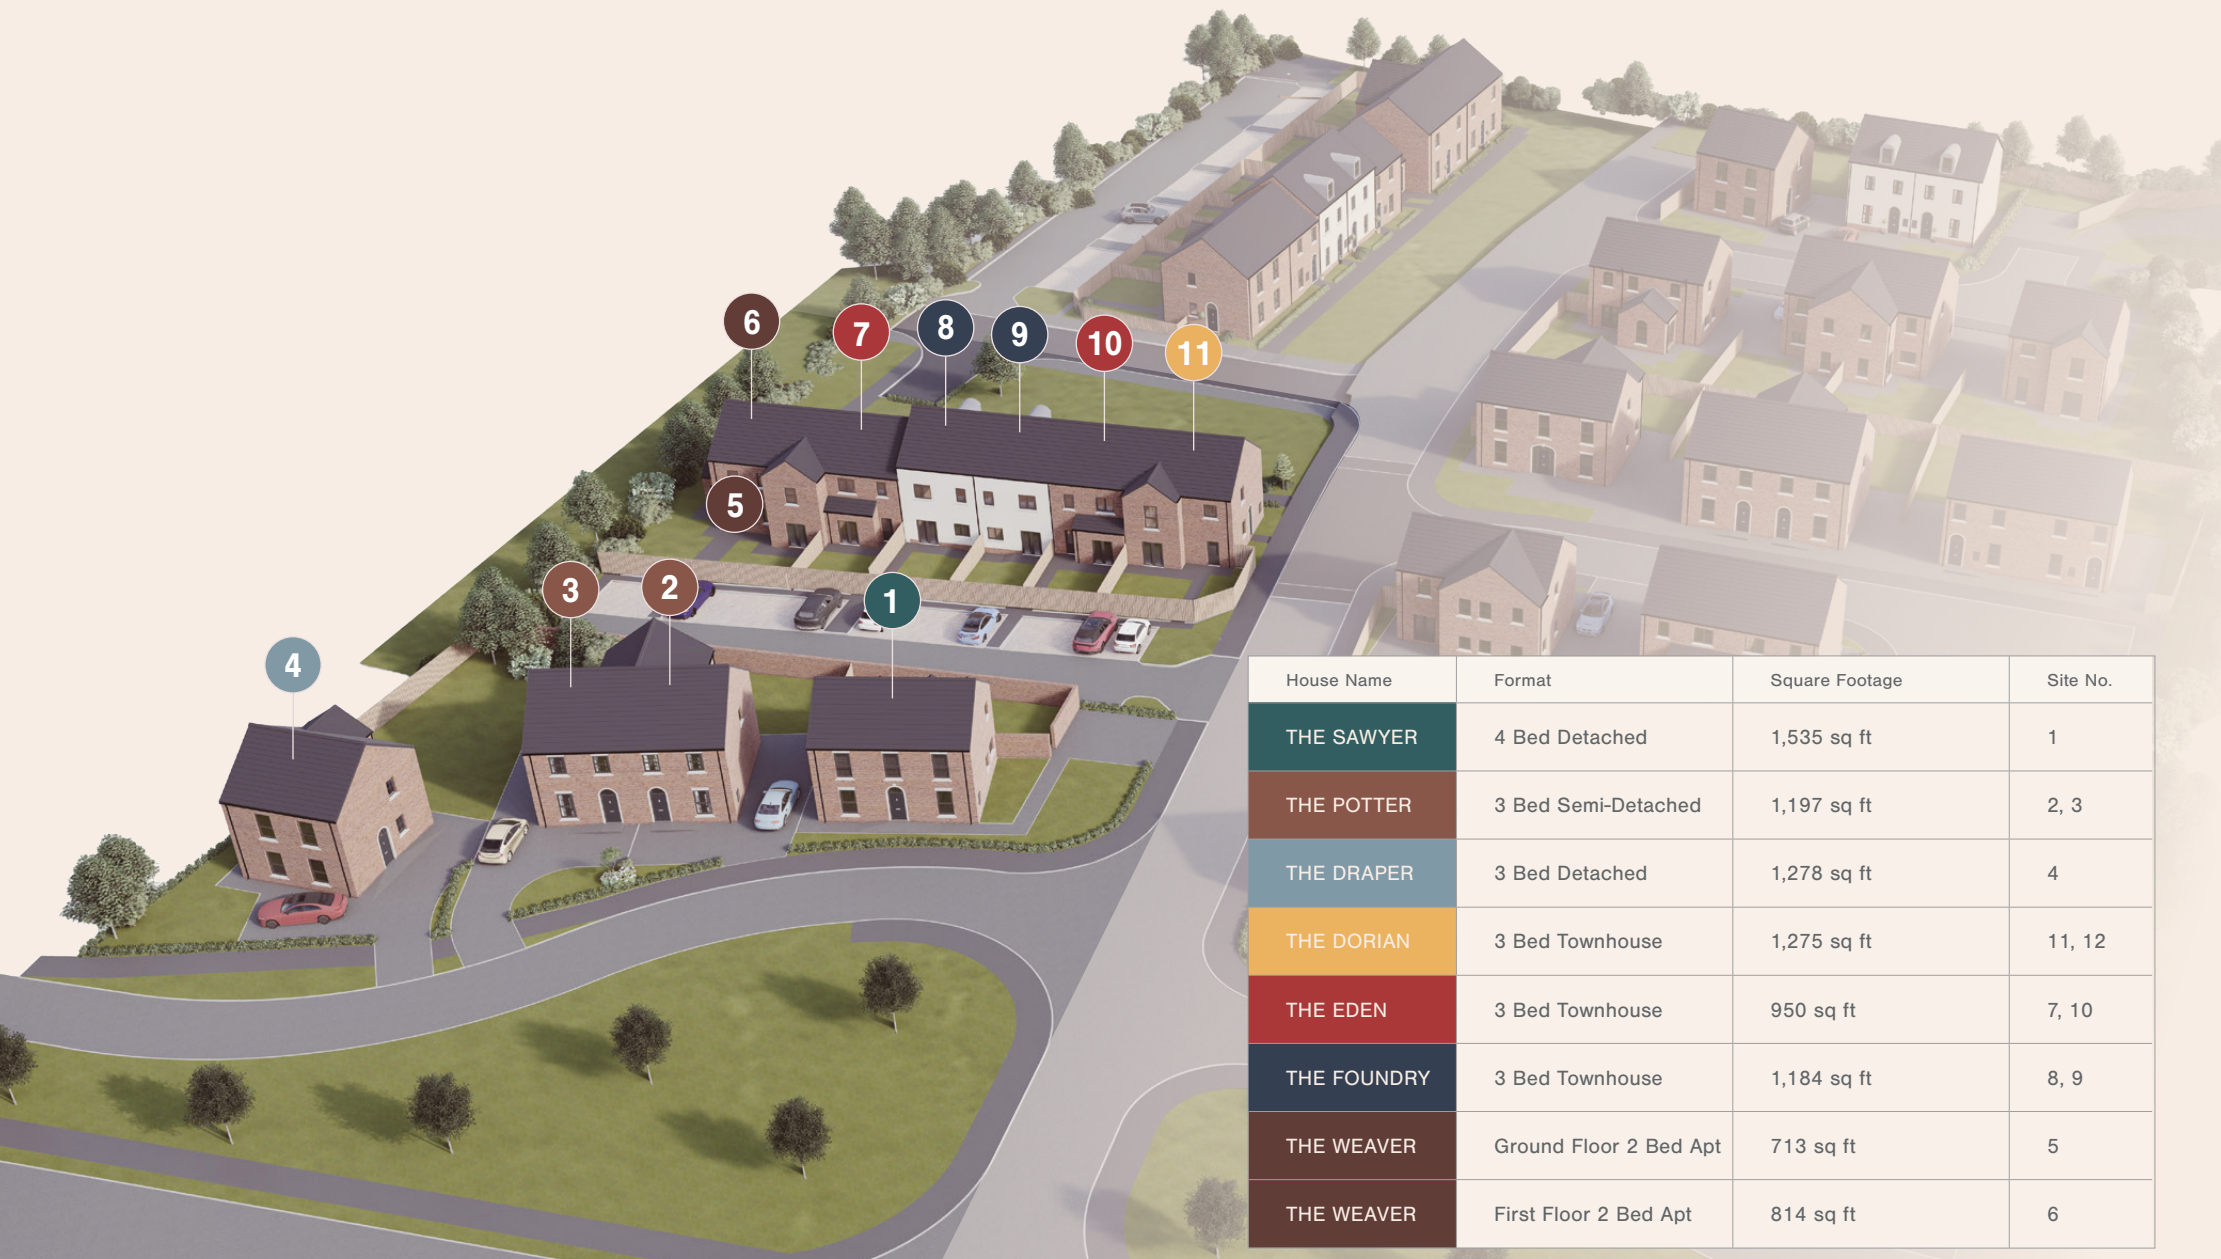 6
7
8
9
10
11
5
3
2
1
4
House Name Format Square Footage Site No.
THE SAWYER 4 Bed Detached 1,535 sq ft 1
THE POTTER 3 Bed Semi-Detached 1,197 sq ft 2, 3
THE DRAPER 3 Bed Detached 1,278 sq ft 4
THE DORIAN 3 Bed Townhouse 1,275 sq ft 11, 12
THE EDEN 3 Bed Townhouse 950 sq ft 7, 10
THE FOUNDRY 3 Bed Townhouse 1,184 sq ft 8, 9
THE WEAVER Ground Floor 2 Bed Apt 713 sq ft 5
THE WEAVER First Floor 2 Bed Apt 814 sq ft 6